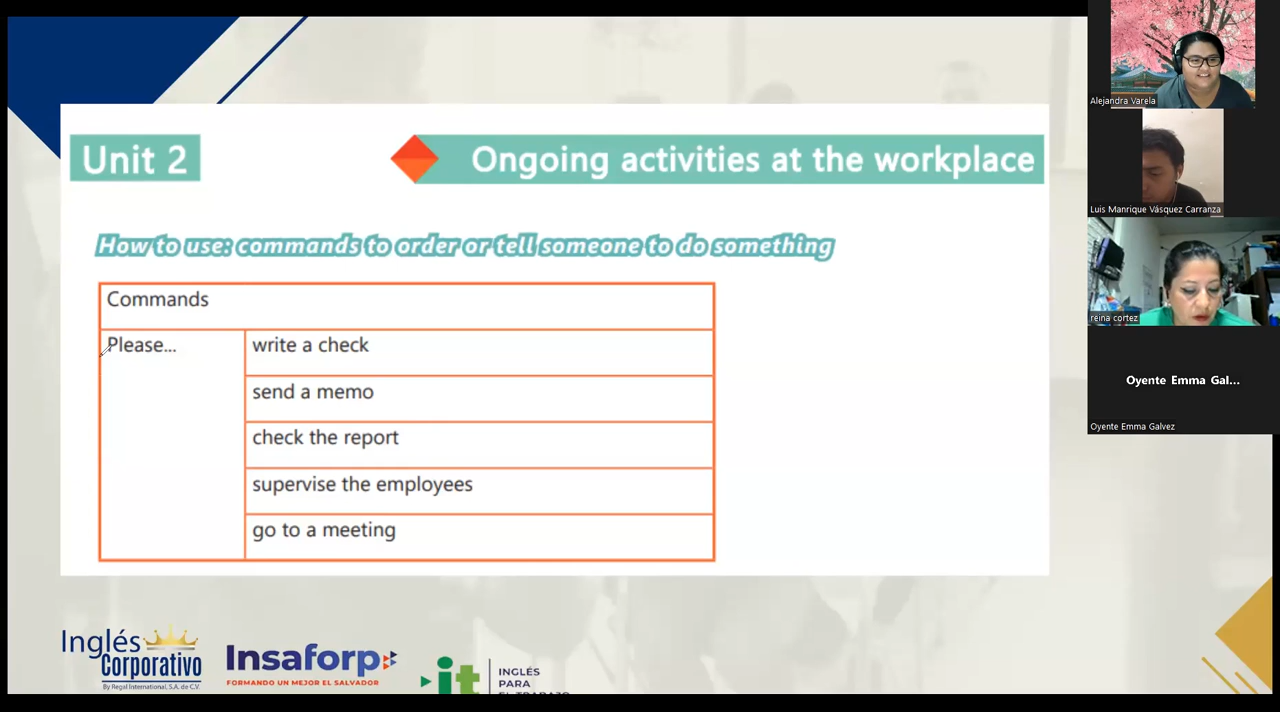 Unit 2
Ongoing activities at the workplace
How to use: commands to order or tell someone to do something
Commands
Please...
write a check
send a memo
check the report
supervise the employees
go to a meeting
Inglés
Corporativo
By Regal International, S.A. de C.V.
Insaforp
FORMANDO UN MEJOR EL SALVADOR
it
INGLÉS
PARA
EL TRABAJO
Alejandra Varela
Luis Manrique Vásquez Carranza
reina cortez
Oyente Emma Gal...
Oyente Emma Galvez